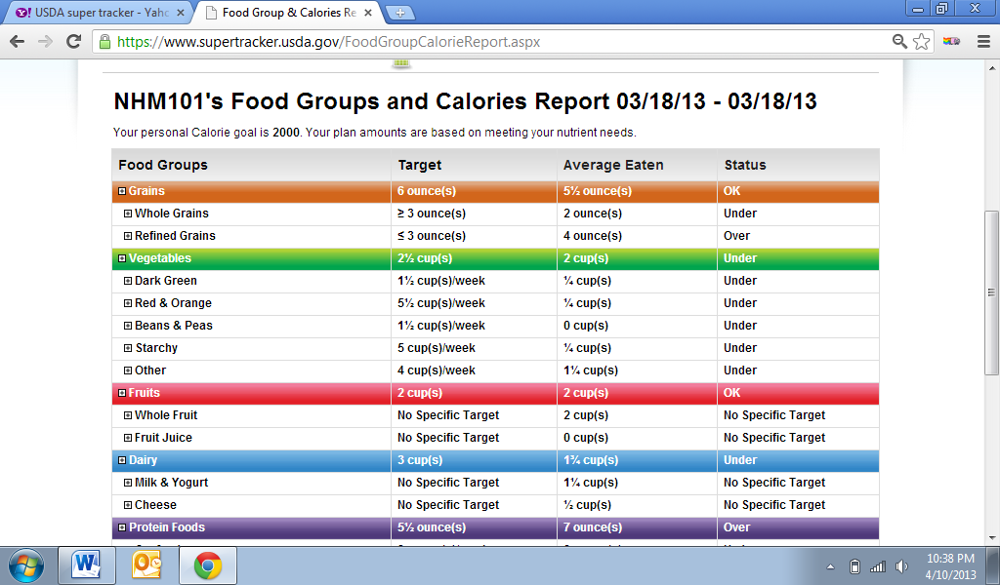 USDA super tracker - Yaho
Food Group & Calories Re
https://www.supertracker.usda.gov/FoodGroupCalorieReport.aspx
NHM101's Food Groups and Calories Report 03/18/13 - 03/18/13
Your personal Calorie goal is 2000. Your plan amounts are based on meeting your nutrient needs.
Food Groups Target Average Eaten Status
Grains 6 ounce(s) 5½ ounce(s) OK
Whole Grains ≥ 3 ounce(s) 2 ounce(s) Under
Refined Grains ≤ 3 ounce(s) 4 ounce(s) Over
Vegetables 2½ cup(s) 2 cup(s) Under
Dark Green 1½ cup(s)/week ¼ cup(s) Under
Red & Orange 5½ cup(s)/week ¼ cup(s) Under
Beans & Peas 1½ cup(s)/week 0 cup(s) Under
Starchy 5 cup(s)/week ¼ cup(s) Under
Other 4 cup(s)/week 1¼ cup(s) Under
Fruits 2 cup(s) 2 cup(s) OK
Whole Fruit No Specific Target 2 cup(s) No Specific Target
Fruit Juice No Specific Target 0 cup(s) No Specific Target
Dairy 3 cup(s) 1¾ cup(s) Under
Milk & Yogurt No Specific Target 1¼ cup(s) No Specific Target
Cheese No Specific Target ½ cup(s) No Specific Target
Protein Foods 5½ ounce(s) 7 ounce(s) Over
10:38 PM
4/10/2013